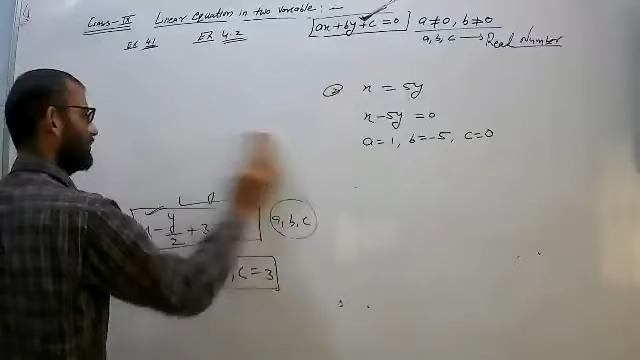 Class-IX Linear equation in two variable :-
ax + by + c = 0 a ≠ 0, b ≠ 0
Ex 4.1 Ex 4.2 a, b, c → Real Number
③ x = 5y
x - 5y = 0
a = 1, b = -5, c = 0
- y/2 + 3 a, b, c
, c = 3